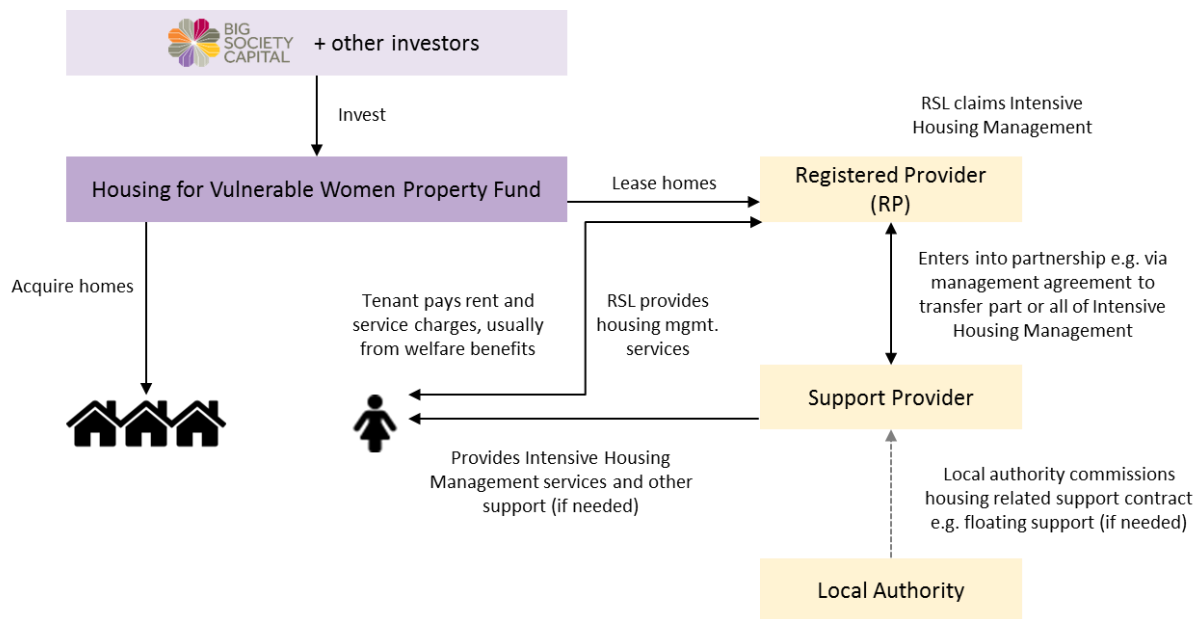 BIG
SOCIETY
CAPITAL
+ other investors
Invest
RSL claims Intensive
Housing Management
Housing for Vulnerable Women Property Fund
Lease homes
Registered Provider
(RP)
Acquire homes
Tenant pays rent and
service charges, usually
from welfare benefits
RSL provides
housing mgmt.
services
Enters into partnership e.g. via
management agreement to
transfer part or all of Intensive
Housing Management
Support Provider
Provides Intensive Housing
Management services and other
support (if needed)
Local authority commissions
housing related support contract
e.g. floating support (if needed)
Local Authority